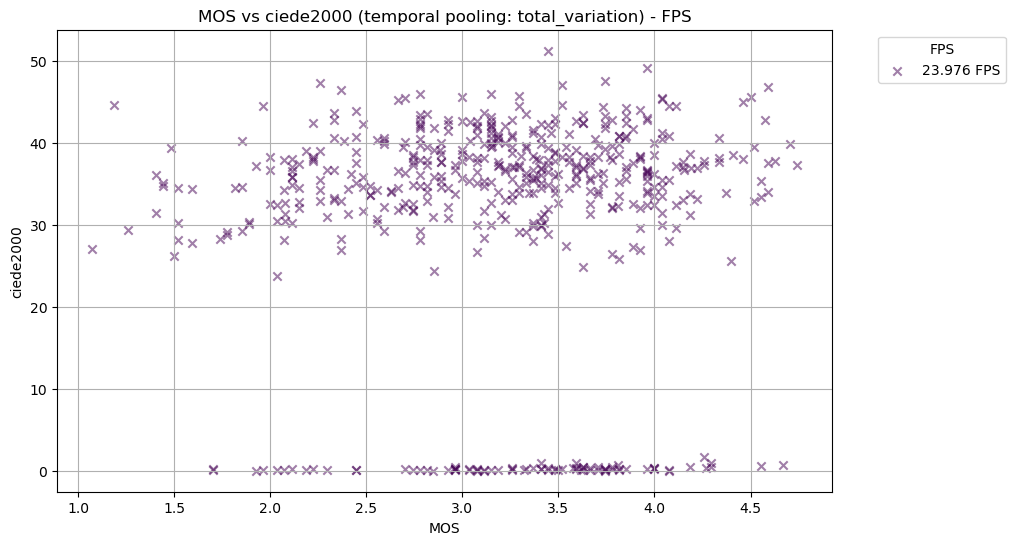 MOS vs ciede2000 (temporal pooling: total_variation) - FPS
FPS
23.976 FPS
50
40
30
20
10
0
ciede2000
1.0 1.5 2.0 2.5 3.0 3.5 4.0 4.5
MOS